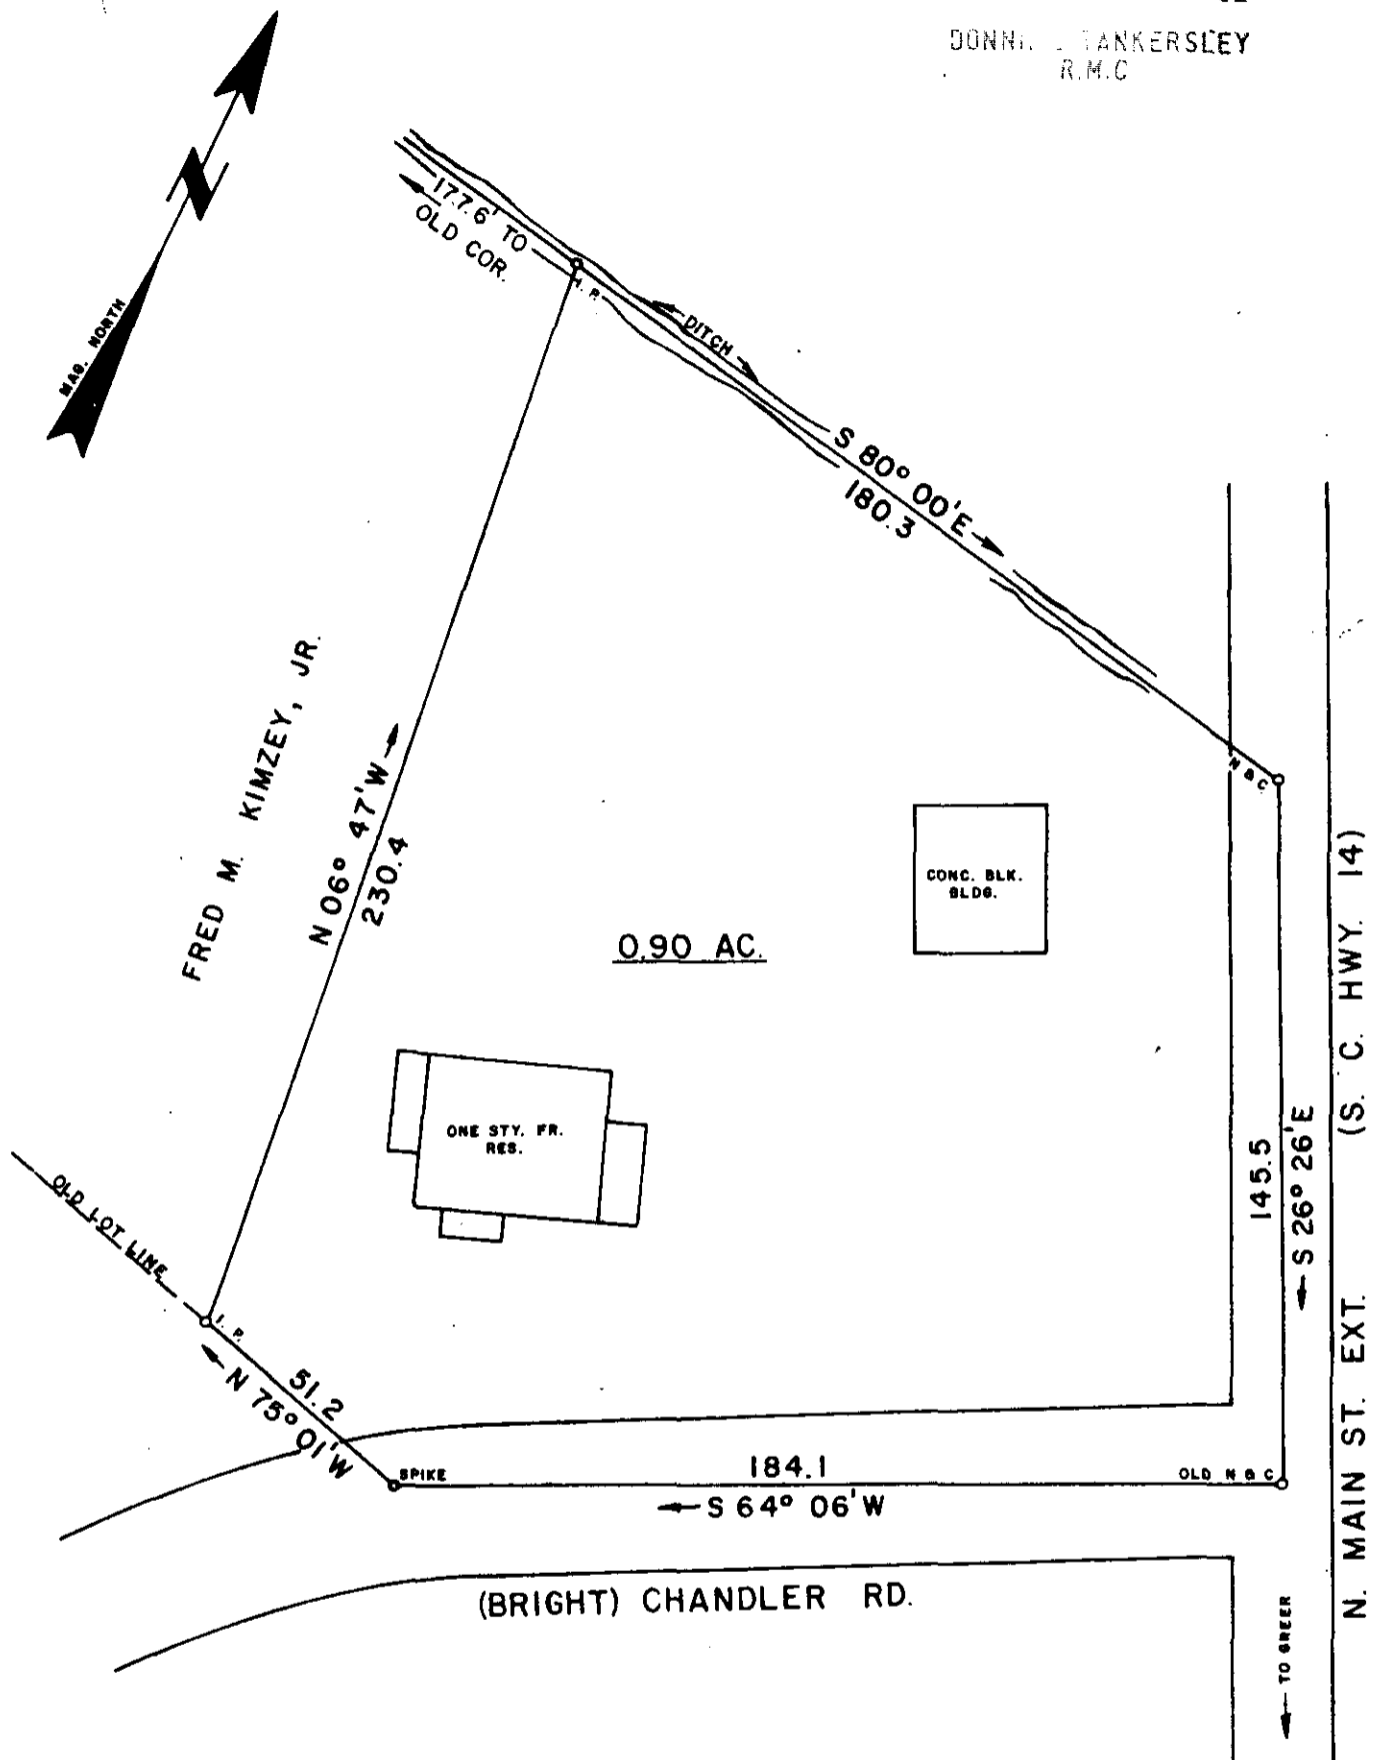 TANKERSLEY
R.M.C
MAG. NORTH
177.6' TO
OLD COR.
I. P.
DITCH
S 80° 00'E
180.3
N & C
FRED M. KIMZEY, JR.
N 06° 47'W
230.4
CONC. BLK.
BLDG.
0.90 AC.
ONE STY. FR.
RES.
145.5
S 26° 26'E
(S. C. HWY. 14)
N. MAIN ST. EXT.
OLD LOT LINE
I. P.
51.2
N 75° 01'W
SPIKE
184.1
OLD N & C
S 64° 06'W
(BRIGHT) CHANDLER RD.
TO GREER